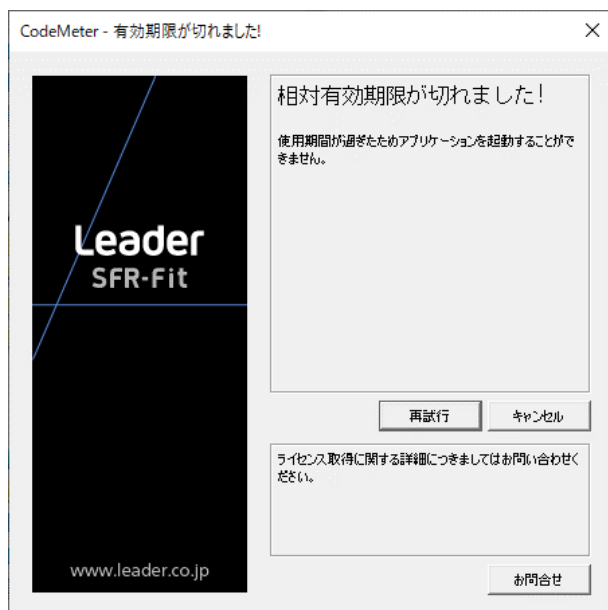 CodeMeter - 有効期限が切れました!
Leader
SFR-Fit
www.leader.co.jp
相対有効期限が切れました!
使用期間が過ぎたためアプリケーションを起動することがで
きません。
再試行
キャンセル
ライセンス取得に関する詳細につきましてはお問い合わせく
ださい。
お問合せ